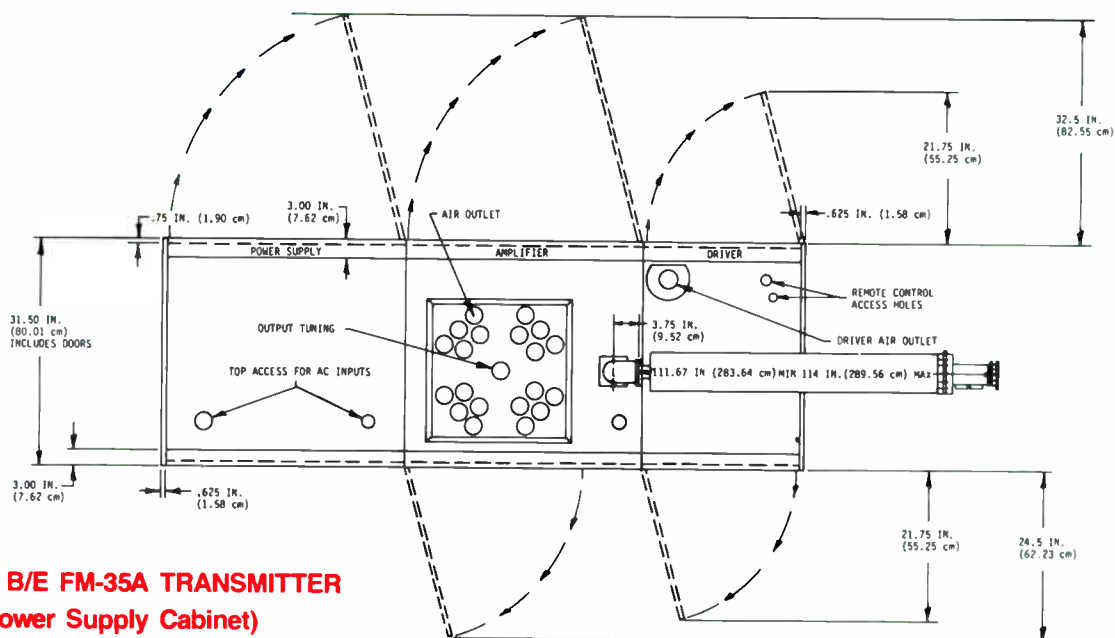 32.5 IN.
(82.55 cm)
21.75 IN.
(55.25 cm)
.75 IN. (1.90 cm)
3.00 IN.
(7.62 cm)
AIR OUTLET
.625 IN. (1.58 cm)
POWER SUPPLY
AMPLIFIER
DRIVER
31.50 IN.
(80.01 cm)
INCLUDES DOORS
OUTPUT TUNING
3.75 IN.
(9.52 cm)
REMOTE CONTROL
ACCESS HOLES
DRIVER AIR OUTLET
TOP ACCESS FOR AC INPUTS
111.67 IN (283.64 cm)MIN 114 IN.(289.56 cm) MAX
3.00 IN.
(7.62 cm)
.625 IN.
(1.58 cm)
21.75 IN.
(55.25 cm)
24.5 IN.
(62.23 cm)
B/E FM-35A TRANSMITTER
ower Supply Cabinet)